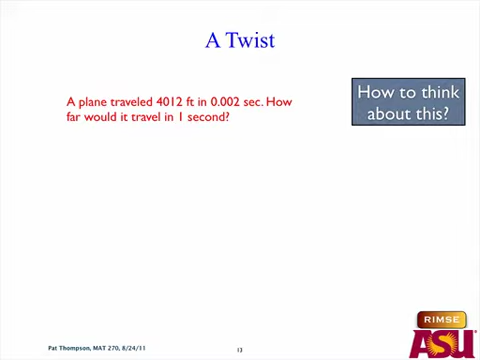 A Twist
A plane traveled 4012 ft in 0.002 sec. How
far would it travel in 1 second?
How to think
about this?
RIMSE
ASU
Pat Thompson, MAT 270, 8/24/11
13